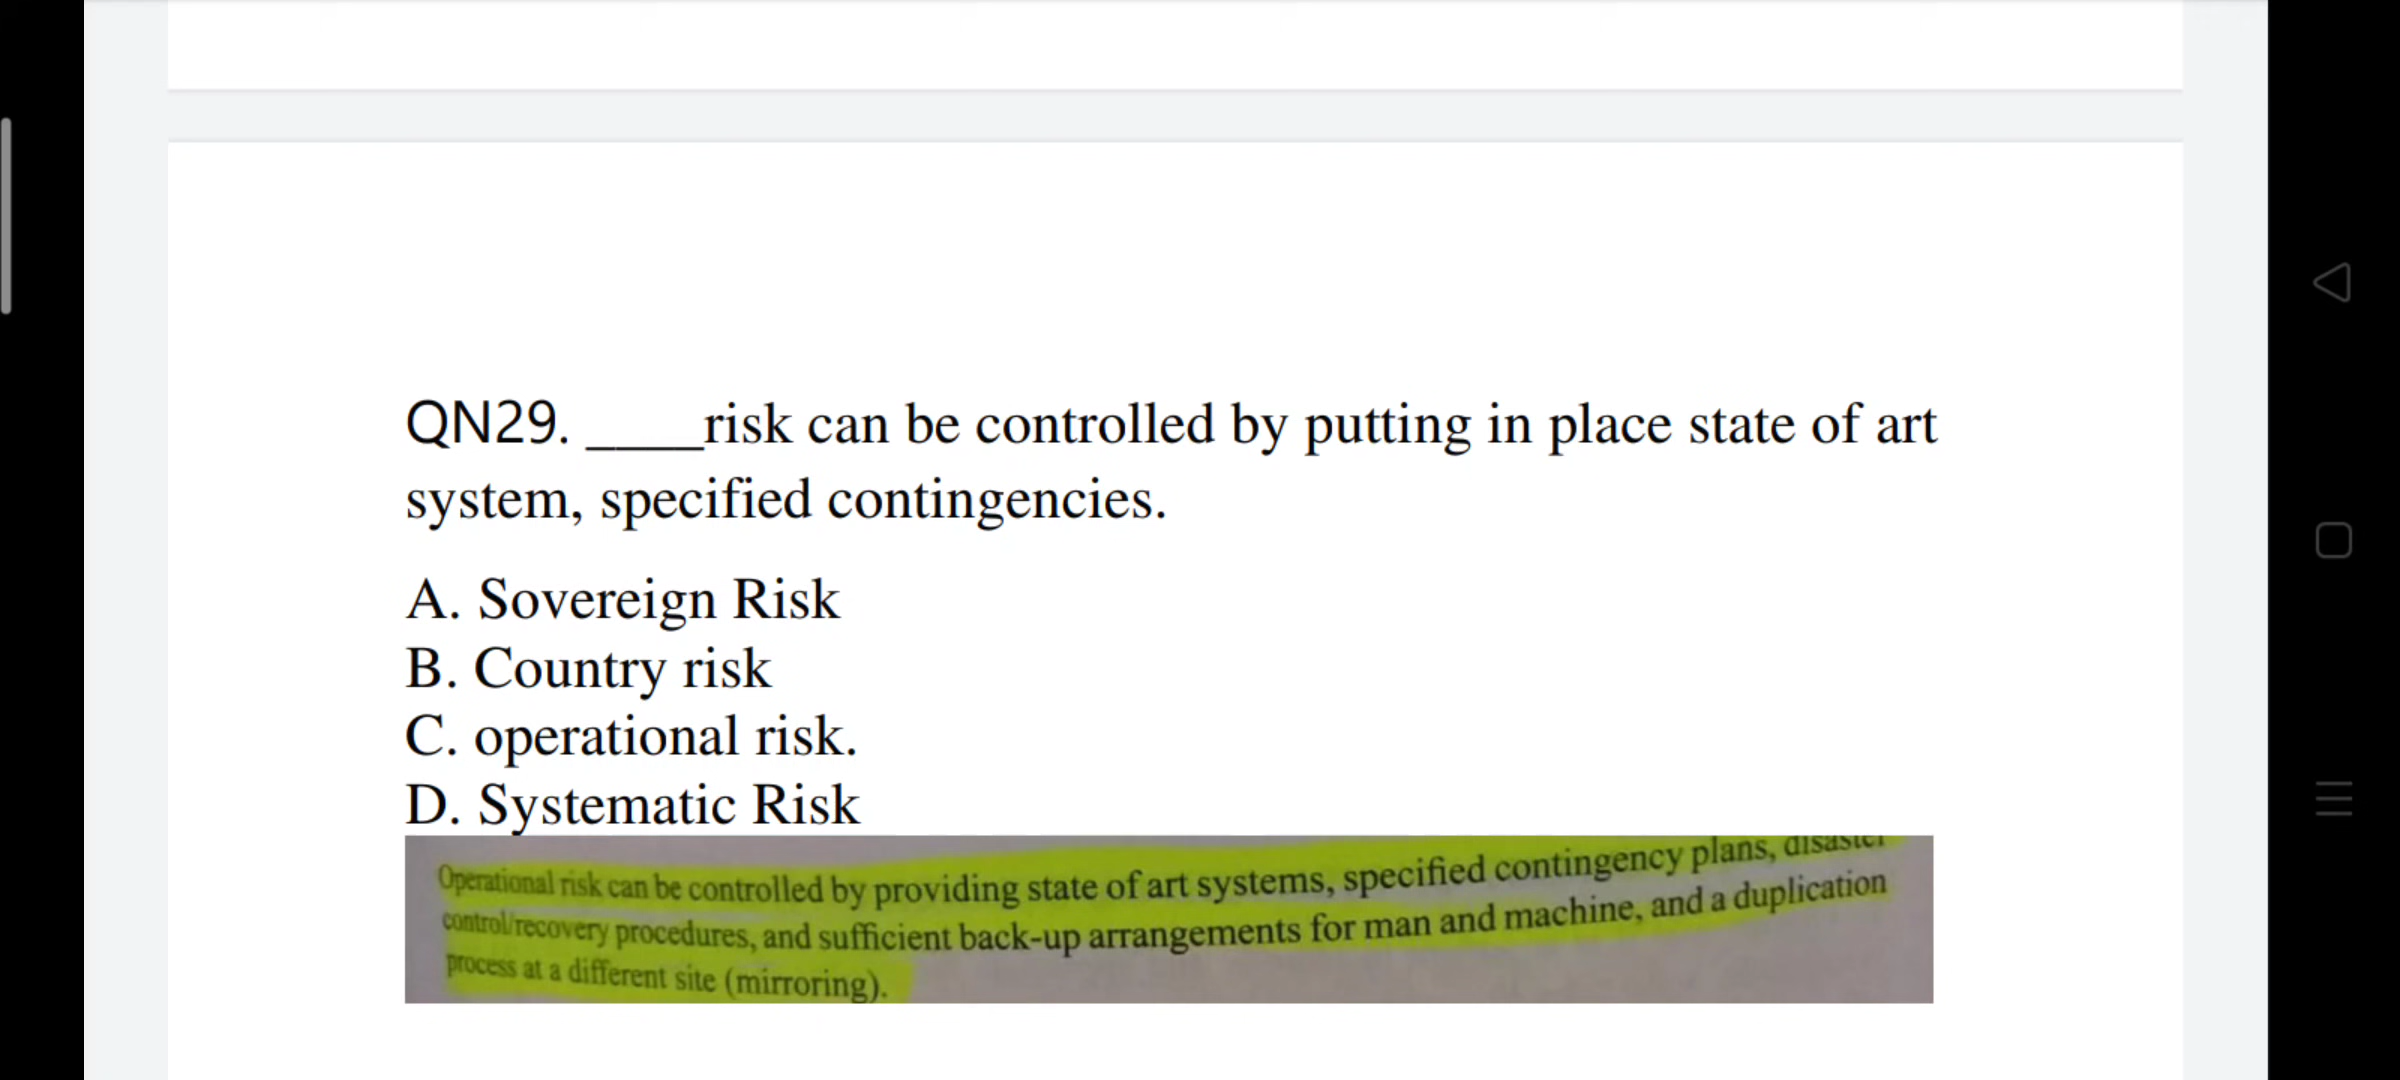 QN29. ____risk can be controlled by putting in place state of art
system, specified contingencies.
A. Sovereign Risk
B. Country risk
C. operational risk.
D. Systematic Risk
Operational risk can be controlled by providing state of art systems, specified contingency plans, disaster
control/recovery procedures, and sufficient back-up arrangements for man and machine, and a duplication
process at a different site (mirroring).